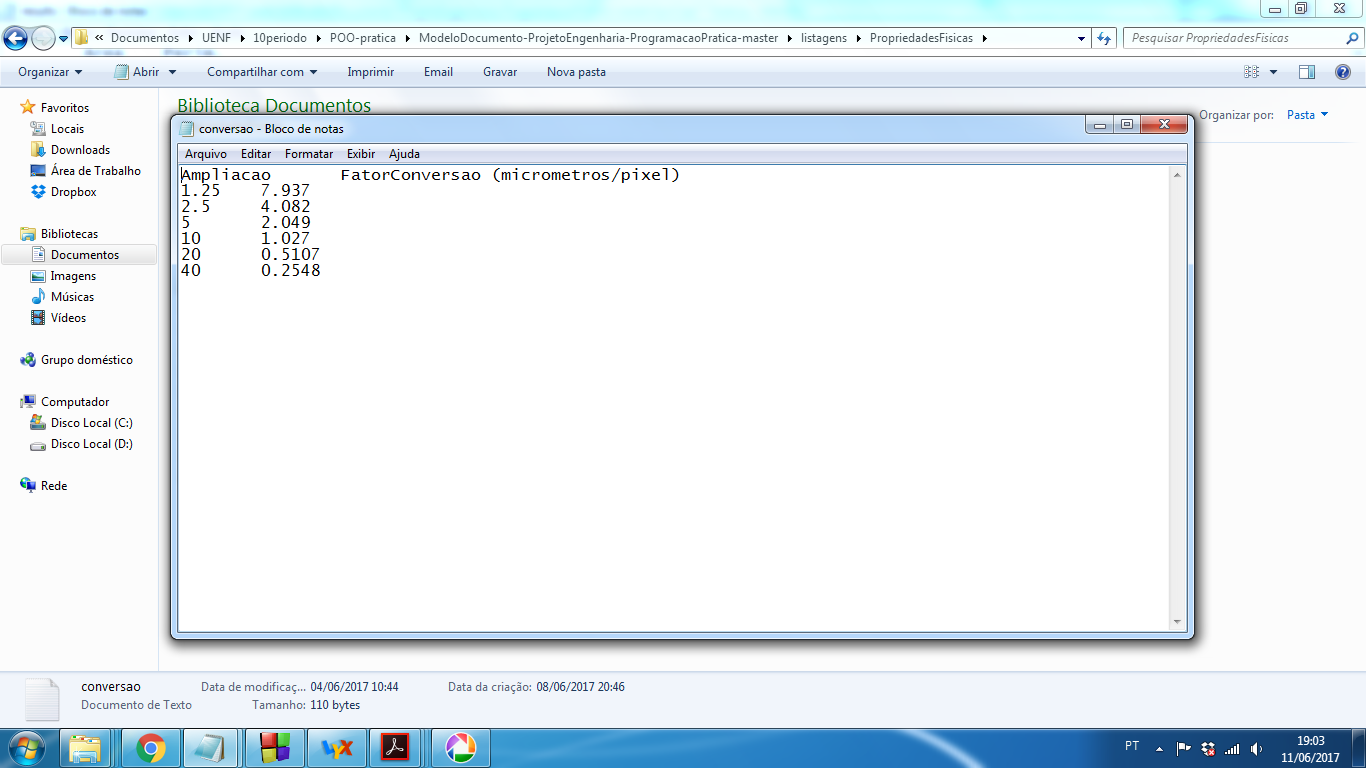 « Documentos UENF 10periodo POO-pratica ModeloDocumento-ProjetoEngenharia-ProgramacaoPratica-master listagens PropriedadesFisicas
Pesquisar PropriedadesFisicas
Organizar Abrir Compartilhar com Imprimir Email Gravar Nova pasta
Favoritos
Locais
Downloads
Área de Trabalho
Dropbox
Bibliotecas
Documentos
Imagens
Músicas
Vídeos
Grupo doméstico
Computador
Disco Local (C:)
Disco Local (D:)
Rede
Biblioteca Documentos
Organizar por: Pasta
conversao - Bloco de notas
Arquivo Editar Formatar Exibir Ajuda
Ampliacao FatorConversao (micrometros/pixel)
1.25 7.937
2.5 4.082
5 2.049
10 1.027
20 0.5107
40 0.2548
conversao Data de modificaç... 04/06/2017 10:44 Data da criação: 08/06/2017 20:46
Documento de Texto Tamanho: 110 bytes
PT 19:03
11/06/2017